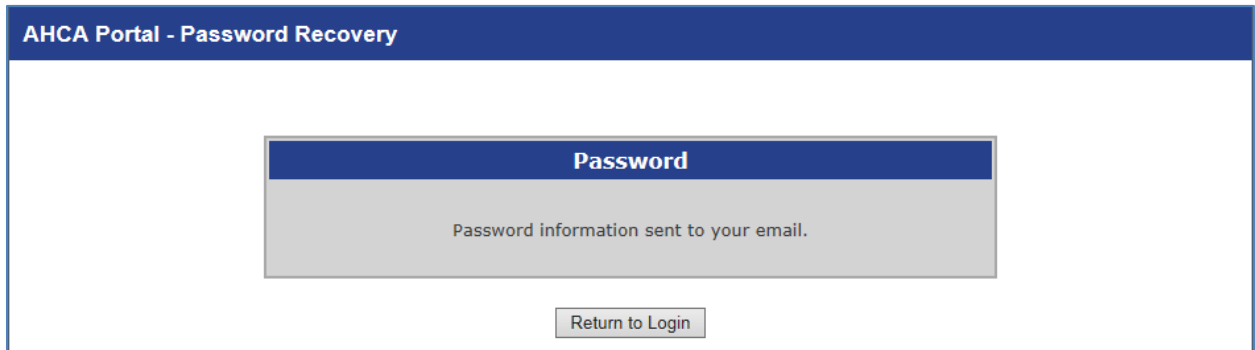 AHCA Portal - Password Recovery
Password
Password information sent to your email.
Return to Login